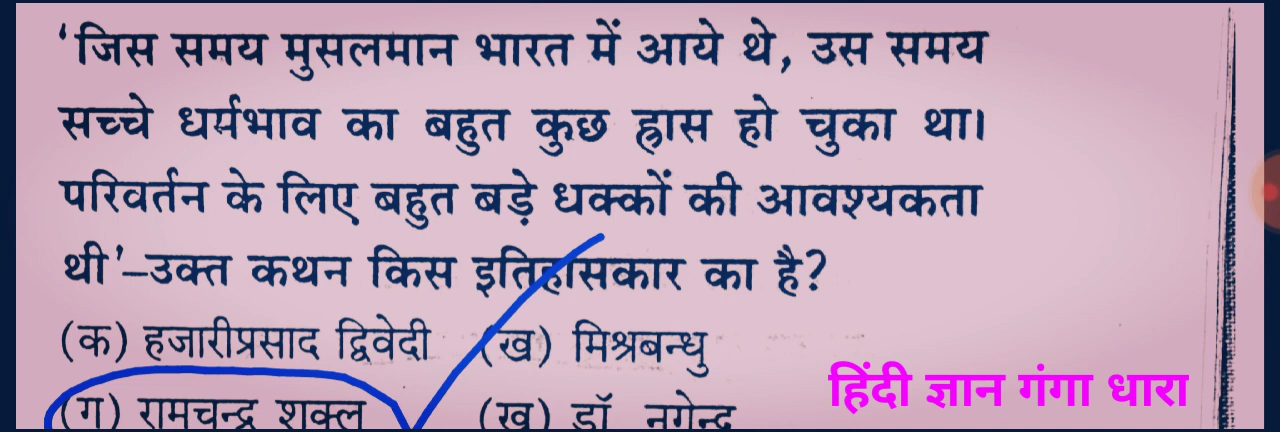 ‘जिस समय मुसलमान भारत में आये थे, उस समय
सच्चे धर्मभाव का बहुत कुछ ह्रास हो चुका था।
परिवर्तन के लिए बहुत बड़े धक्कों की आवश्यकता
थी’–उक्त कथन किस इतिहासकार का है?
(क) हजारीप्रसाद द्विवेदी (ख) मिश्रबन्धु
(ग) रामचन्द्र शुक्ल (ख) डॉ नगेन्द्र
हिंदी ज्ञान गंगा धारा